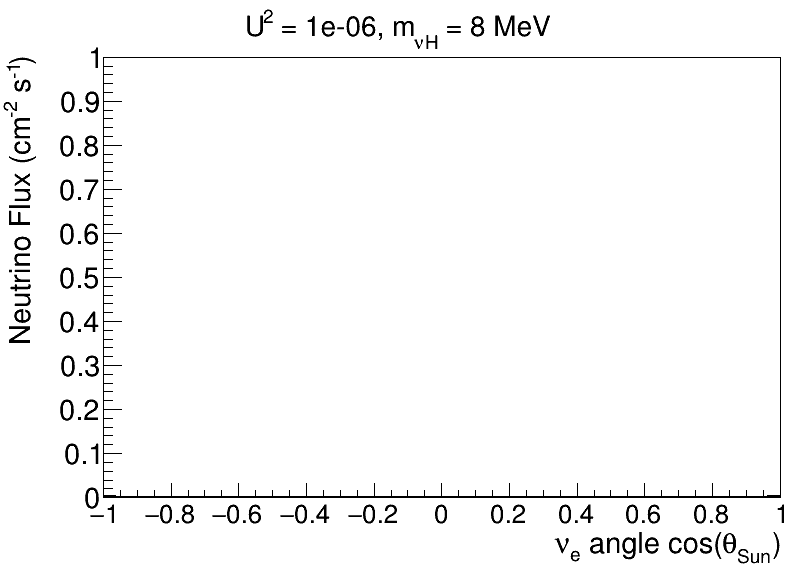 U² = 1e-06, m_νH = 8 MeV
Neutrino Flux (cm⁻² s⁻¹)
1
0.9
0.8
0.7
0.6
0.5
0.4
0.3
0.2
0.1
0
−1 −0.8 −0.6 −0.4 −0.2 0 0.2 0.4 0.6 0.8 1
ν_e angle cos(θ_Sun)